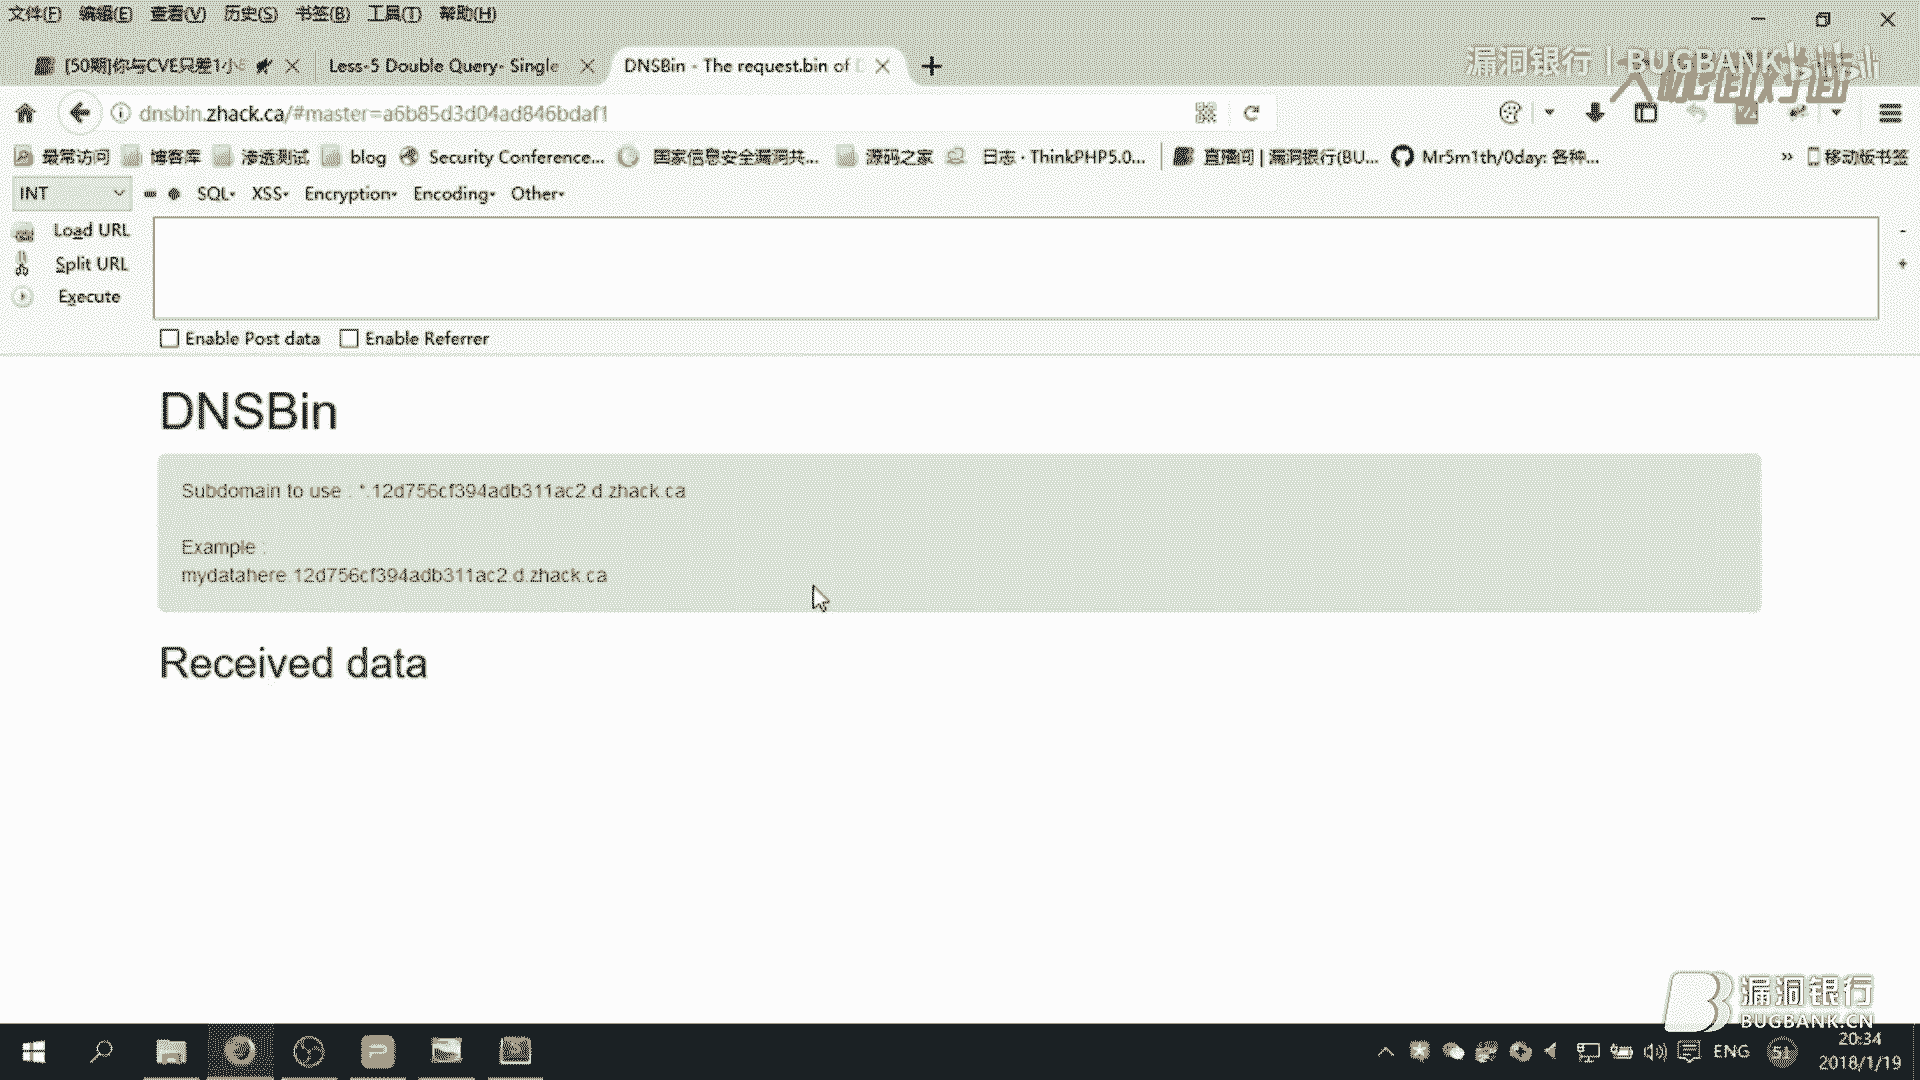 文件(F) 编辑(E) 查看(V) 历史(S) 书签(B) 工具(T) 帮助(H)
[50期]你与CVE只差1小 Less-5 Double Query- Single DNSBin - The request.bin of
漏洞银行 | BUGBANK
大咖面对面
dnsbin.zhack.ca/#master=a6b85d3d04ad846bdaf1
最常访问 博客库 渗透测试 blog Security Conference... 国家信息安全漏洞共... 源码之家 日志 · ThinkPHP5.0... 直播间 | 漏洞银行(BU... Mr5m1th/0day: 各种... » 移动版书签
INT SQL XSS Encryption Encoding Other
Load URL
Split URL
Execute
Enable Post data Enable Referrer
DNSBin
Subdomain to use : *.12d756cf394adb311ac2.d.zhack.ca
Example :
mydatahere.12d756cf394adb311ac2.d.zhack.ca
Received data
漏洞银行
BUGBANK.CN
ENG 51 20:34
2018/1/19